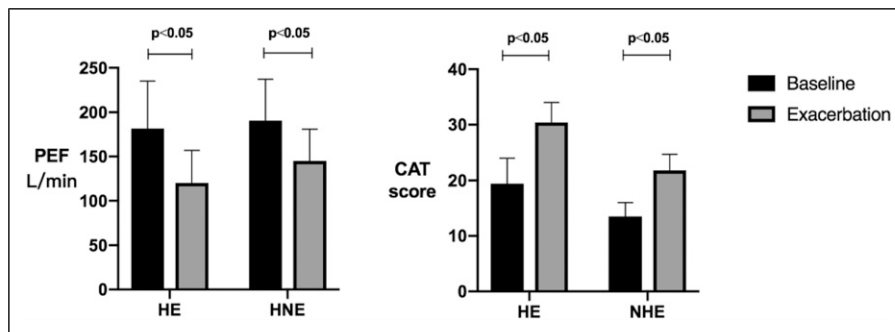 p<0.05 p<0.05
250
200
150
100
50
0
PEF
L/min
HE HNE
p<0.05 p<0.05
40
30
20
10
0
CAT
score
HE NHE
Baseline
Exacerbation